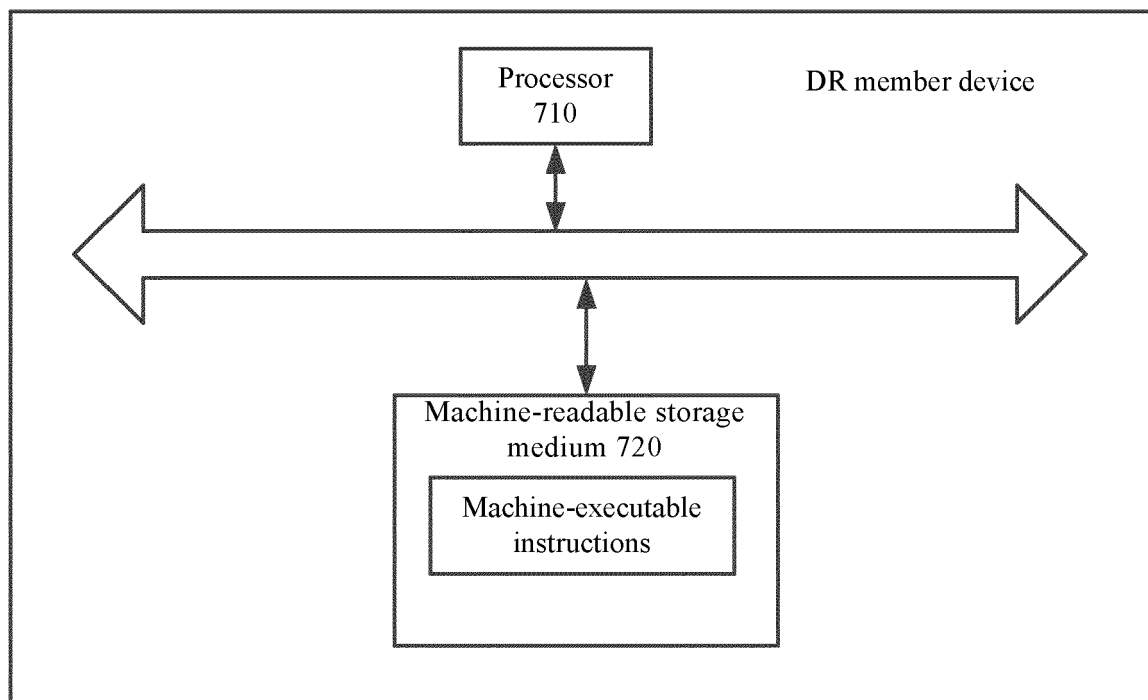 Processor
710
DR member device
Machine-readable storage
medium 720
Machine-executable
instructions